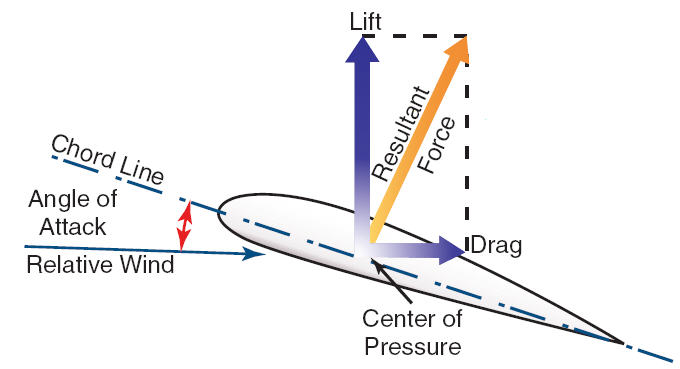 Lift
Resultant
Force
Chord Line
Angle of
Attack
Relative Wind
Drag
Center of
Pressure